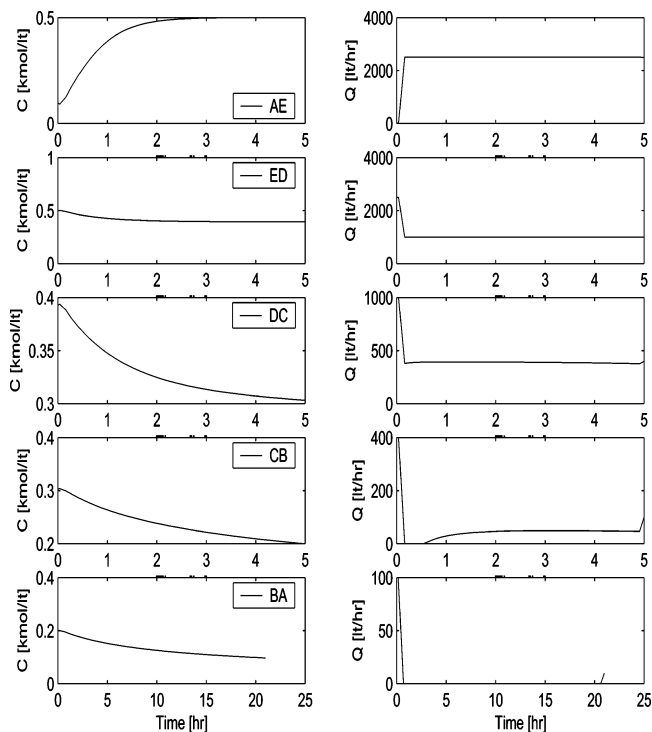 0.5 4000
C [kmol/lt] Q [lt/hr]
2000
AE
0 0
0 1 2 3 4 5 0 1 2 3 4 5
1 4000
C [kmol/lt] ED Q [lt/hr]
0.5 2000
0 0
0 1 2 3 4 5 0 1 2 3 4 5
0.4 1000
C [kmol/lt] DC Q [lt/hr]
0.35 500
0.3 0
0 1 2 3 4 5 0 1 2 3 4 5
0.4 400
C [kmol/lt] CB Q [lt/hr]
0.3 200
0.2 0
0 1 2 3 4 5 0 1 2 3 4 5
0.4 100
C [kmol/lt] BA Q [lt/hr]
0.2 50
0 0
0 5 10 15 20 25 0 5 10 15 20 25
Time [hr] Time [hr]